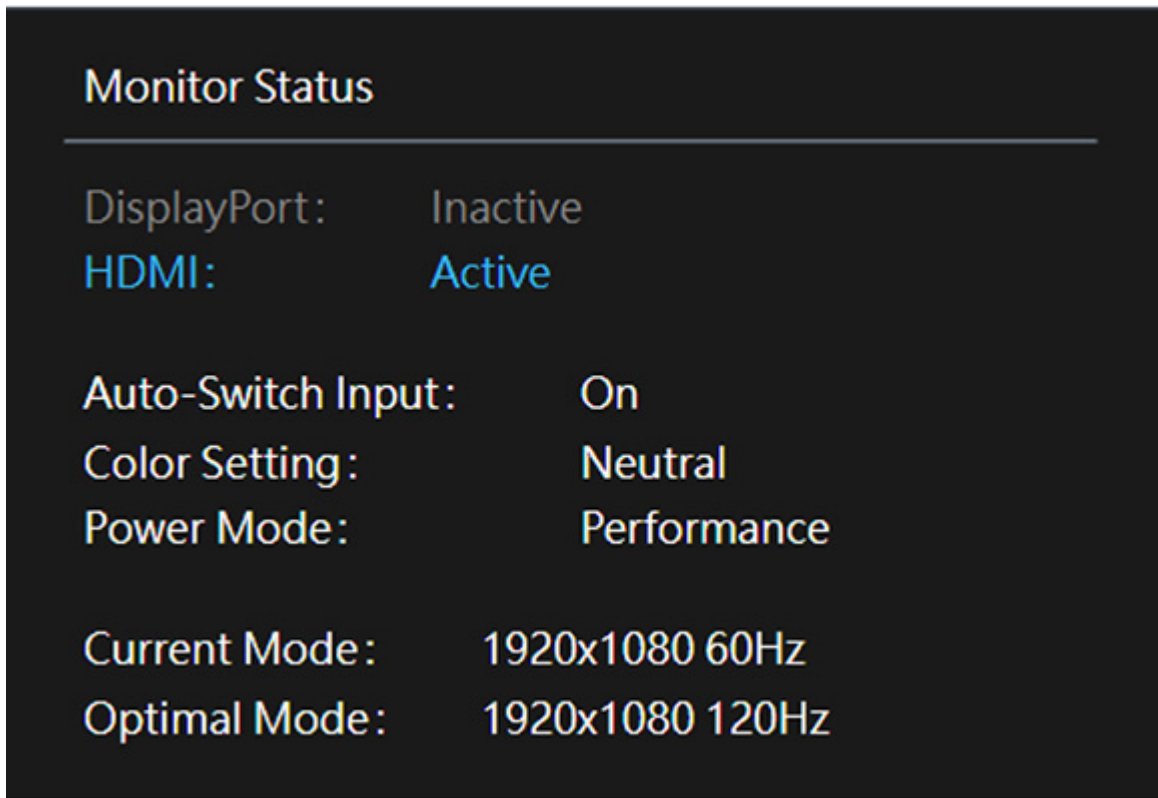 Monitor Status
DisplayPort: Inactive
HDMI: Active
Auto-Switch Input: On
Color Setting: Neutral
Power Mode: Performance
Current Mode: 1920x1080 60Hz
Optimal Mode: 1920x1080 120Hz